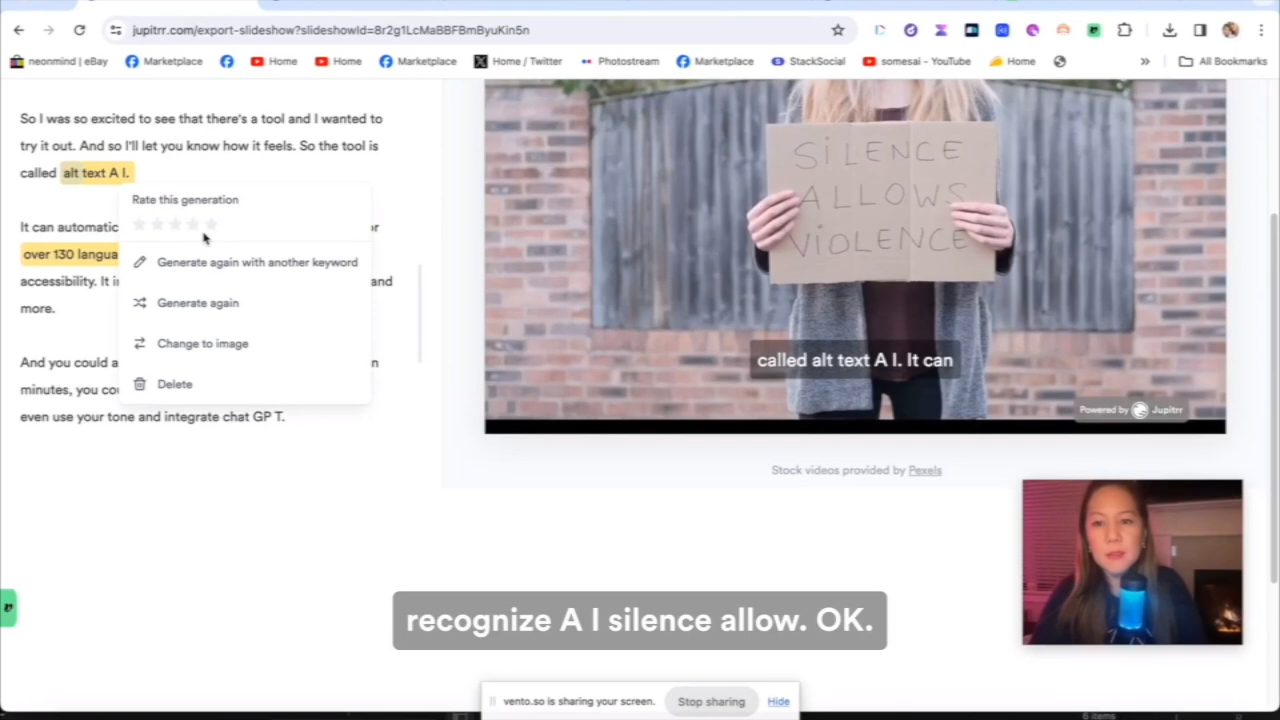 jupitrr.com/export-slideshow?slideshowId=8r2g1LcMaBBFBmByuKin5n
neonmind | eBay
Marketplace
Home
Home
Marketplace
Home / Twitter
Photostream
Marketplace
StackSocial
somesai - YouTube
Home
»
All Bookmarks
So I was so excited to see that there's a tool and I wanted to
try it out. And so I'll let you know how it feels. So the tool is
called alt text A I.
Rate this generation
It can automatic
or
over 130 langua
accessibility. It i
and
more.
Generate again with another keyword
Generate again
Change to image
Delete
And you could a
n
minutes, you co
even use your tone and integrate chat GP T.
SILENCE
ALLOWS
VIOLENCE
called alt text A I. It can
Powered by Jupitrr
Stock videos provided by Pexels
recognize A I silence allow. OK.
vento.so is sharing your screen.
Stop sharing
Hide
6 items